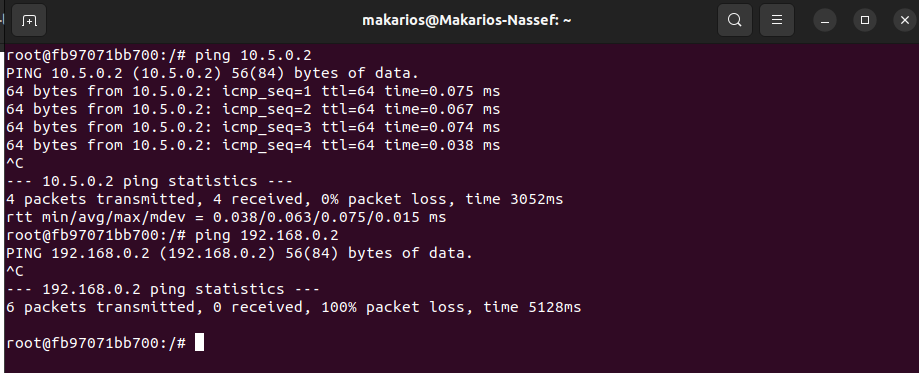 makarios@Makarios-Nassef: ~
root@fb97071bb700:/# ping 10.5.0.2
PING 10.5.0.2 (10.5.0.2) 56(84) bytes of data.
64 bytes from 10.5.0.2: icmp_seq=1 ttl=64 time=0.075 ms
64 bytes from 10.5.0.2: icmp_seq=2 ttl=64 time=0.067 ms
64 bytes from 10.5.0.2: icmp_seq=3 ttl=64 time=0.074 ms
64 bytes from 10.5.0.2: icmp_seq=4 ttl=64 time=0.038 ms
^C
--- 10.5.0.2 ping statistics ---
4 packets transmitted, 4 received, 0% packet loss, time 3052ms
rtt min/avg/max/mdev = 0.038/0.063/0.075/0.015 ms
root@fb97071bb700:/# ping 192.168.0.2
PING 192.168.0.2 (192.168.0.2) 56(84) bytes of data.
^C
--- 192.168.0.2 ping statistics ---
6 packets transmitted, 0 received, 100% packet loss, time 5128ms
root@fb97071bb700:/#